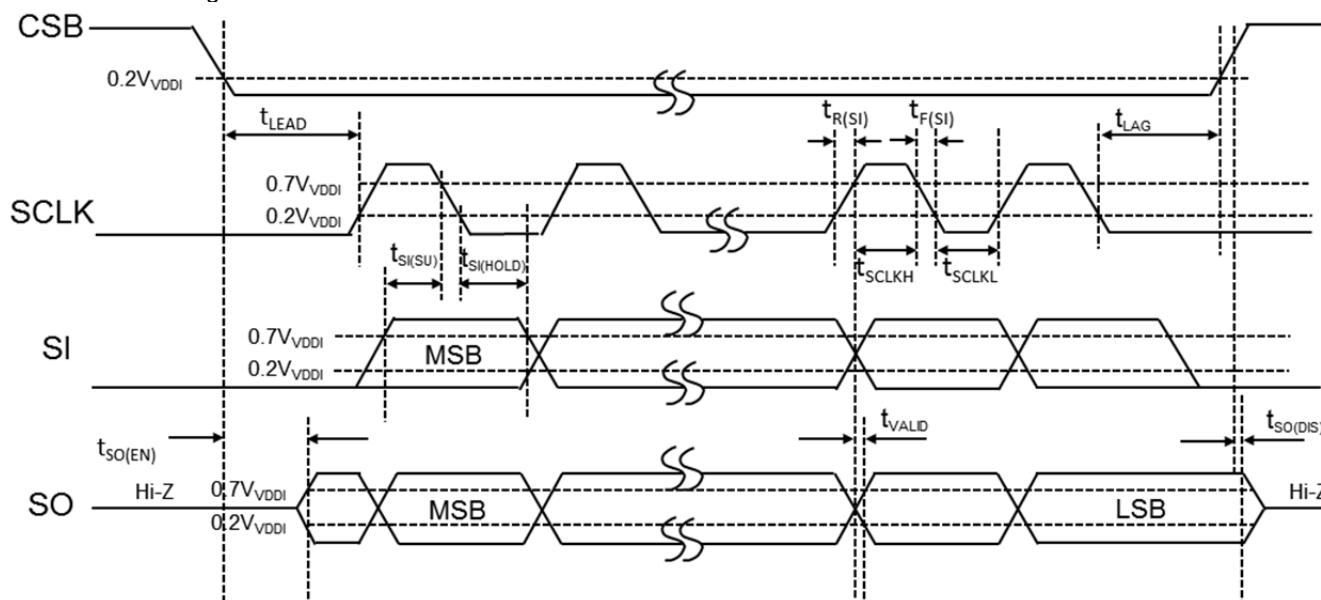 CSB
0.2VVDDI
tLEAD
tR(SI)
tF(SI)
tLAG
SCLK
0.7VVDDI
0.2VVDDI
tSI(SU)
tSI(HOLD)
tSCLKH
tSCLKL
SI
0.7VVDDI
0.2VVDDI
MSB
tSO(EN)
tVALID
tSO(DIS)
SO
Hi-Z
0.7VVDDI
0.2VVDDI
MSB
LSB
Hi-Z